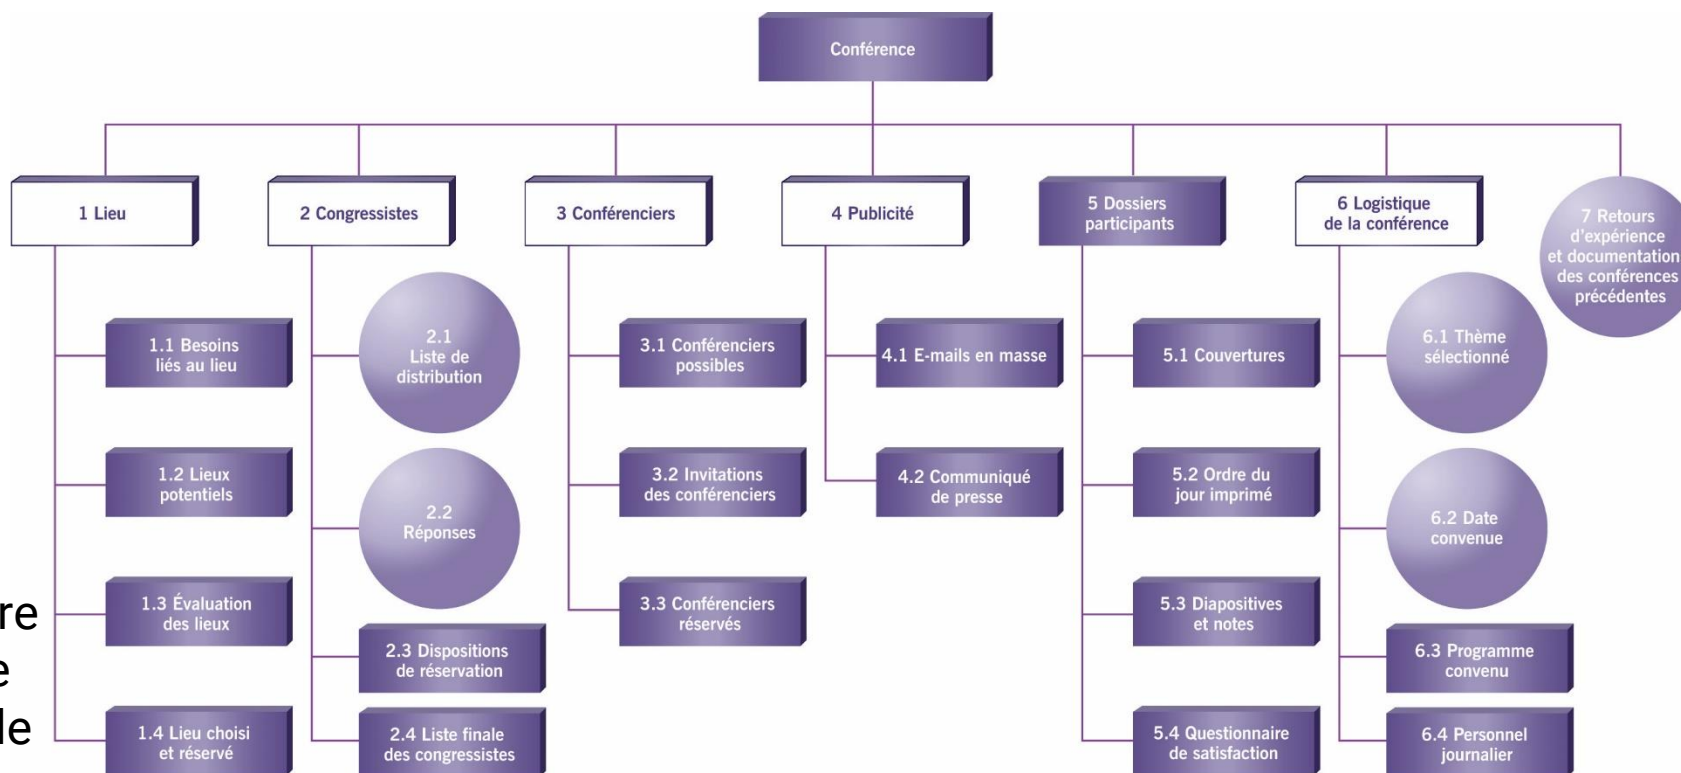 Conférence
1 Lieu
2 Congressistes
3 Conférenciers
4 Publicité
5 Dossiers
participants
6 Logistique
de la conférence
7 Retours
d'expérience
et documentation
des conférences
précédentes
1.1 Besoins
liés au lieu
1.2 Lieux
potentiels
1.3 Évaluation
des lieux
1.4 Lieu choisi
et réservé
2.1
Liste de
distribution
2.2
Réponses
2.3 Dispositions
de réservation
2.4 Liste finale
des congressistes
3.1 Conférenciers
possibles
3.2 Invitations
des conférenciers
3.3 Conférenciers
réservés
4.1 E-mails en masse
4.2 Communiqué
de presse
5.1 Couvertures
5.2 Ordre du
jour imprimé
5.3 Diapositives
et notes
5.4 Questionnaire
de satisfaction
6.1 Thème
sélectionné
6.2 Date
convenue
6.3 Programme
convenu
6.4 Personnel
journalier